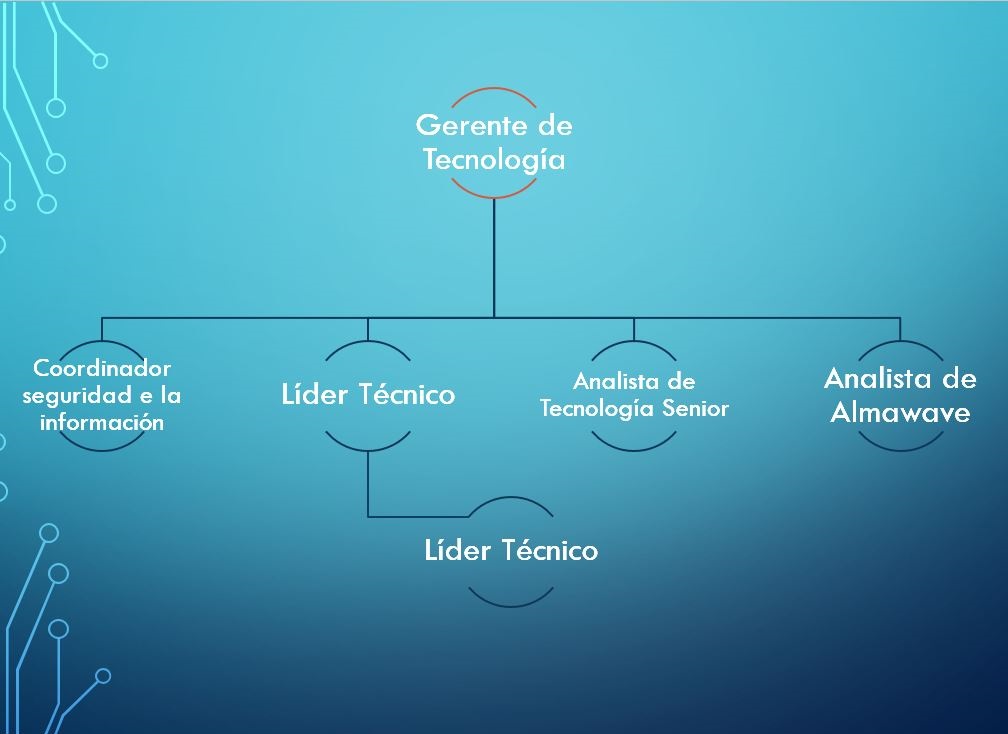 Gerente de
Tecnología
Coordinador
seguridad e la
información
Líder Técnico
Analista de
Tecnología Senior
Analista de
Almawave
Líder Técnico